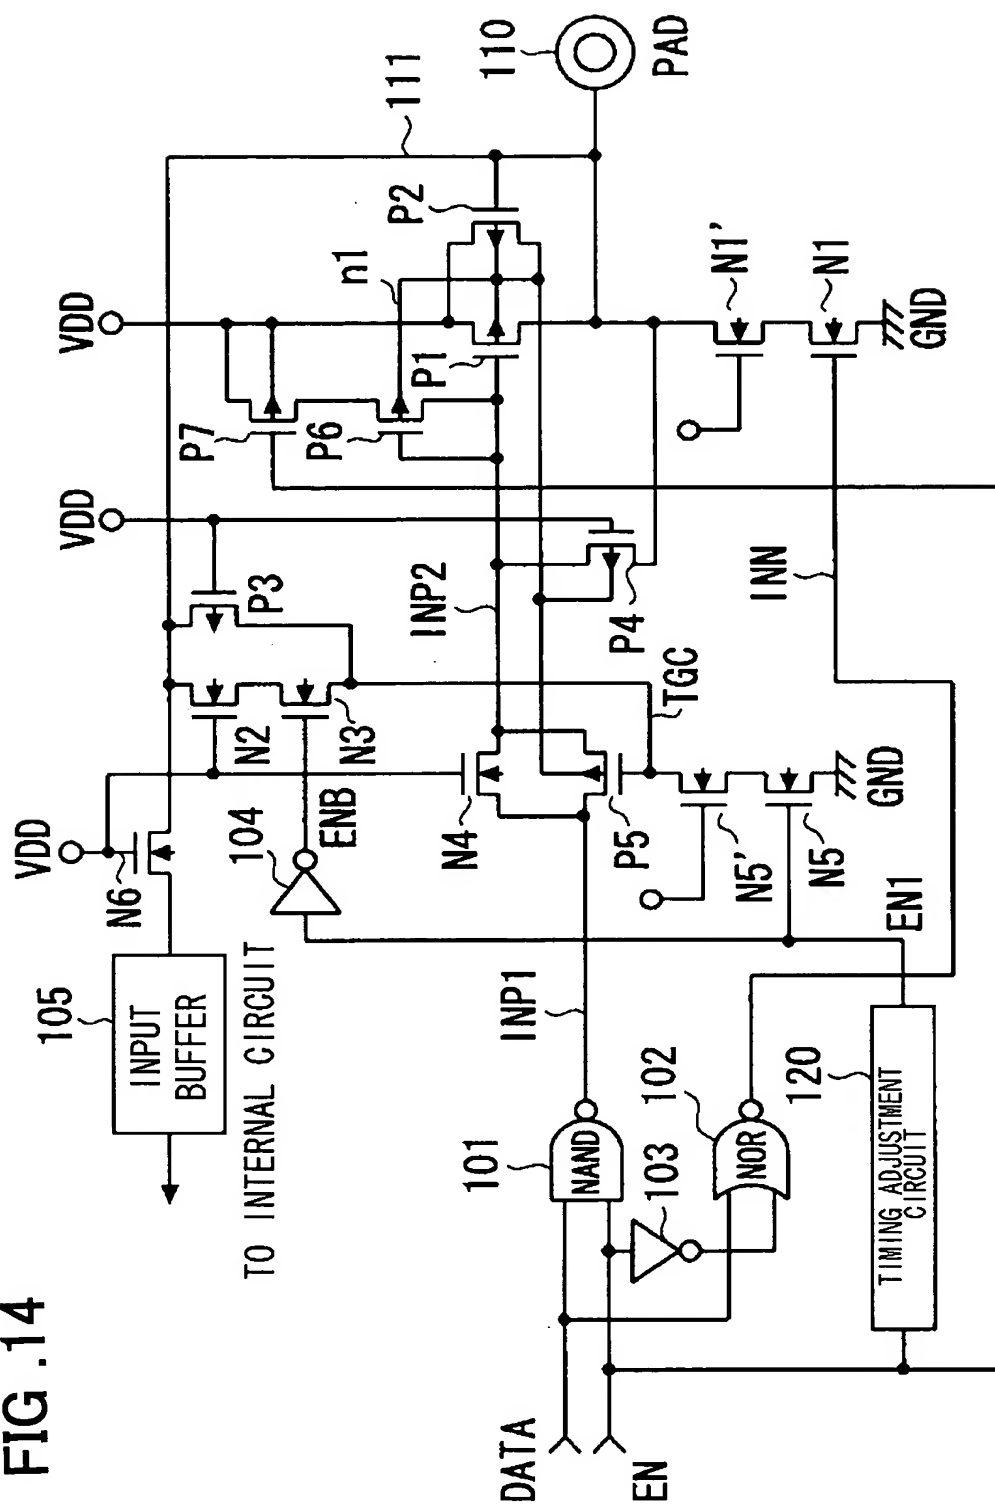 FIG.14
VDD
VDD
VDD
N6
105
INPUT
BUFFER
TO INTERNAL CIRCUIT
104
ENB
N2
N3
P3
P7
P6
n1
P1
P2
111
110
PAD
INP2
N4
P5
P4
TGC
N1'
N1
GND
INN
N5'
N5
GND
EN1
INP1
101
NAND
103
102
NOR
120
TIMING ADJUSTMENT
CIRCUIT
DATA
EN